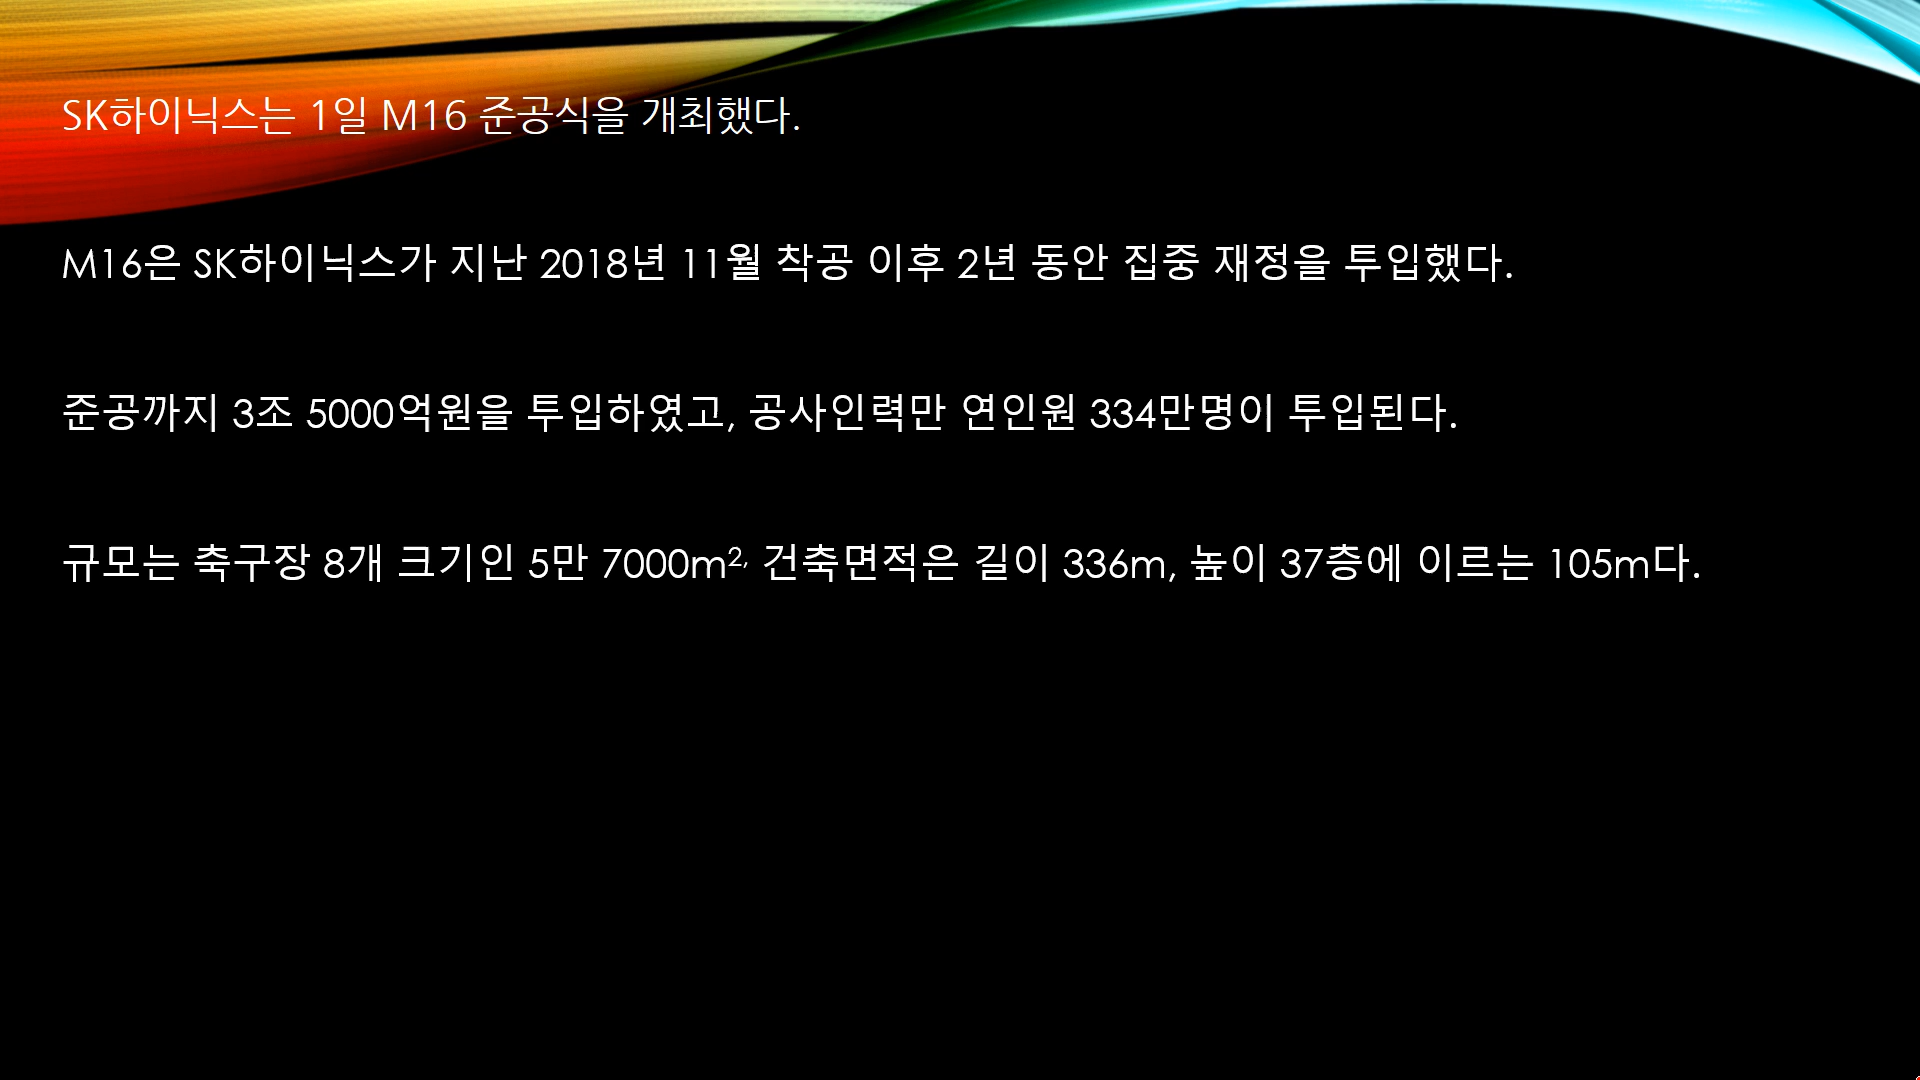 SK하이닉스는 1일 M16 준공식을 개최했다.
M16은 SK하이닉스가 지난 2018년 11월 착공 이후 2년 동안 집중 재정을 투입했다.
준공까지 3조 5000억원을 투입하였고, 공사인력만 연인원 334만명이 투입된다.
규모는 축구장 8개 크기인 5만 7000m², 건축면적은 길이 336m, 높이 37층에 이르는 105m다.